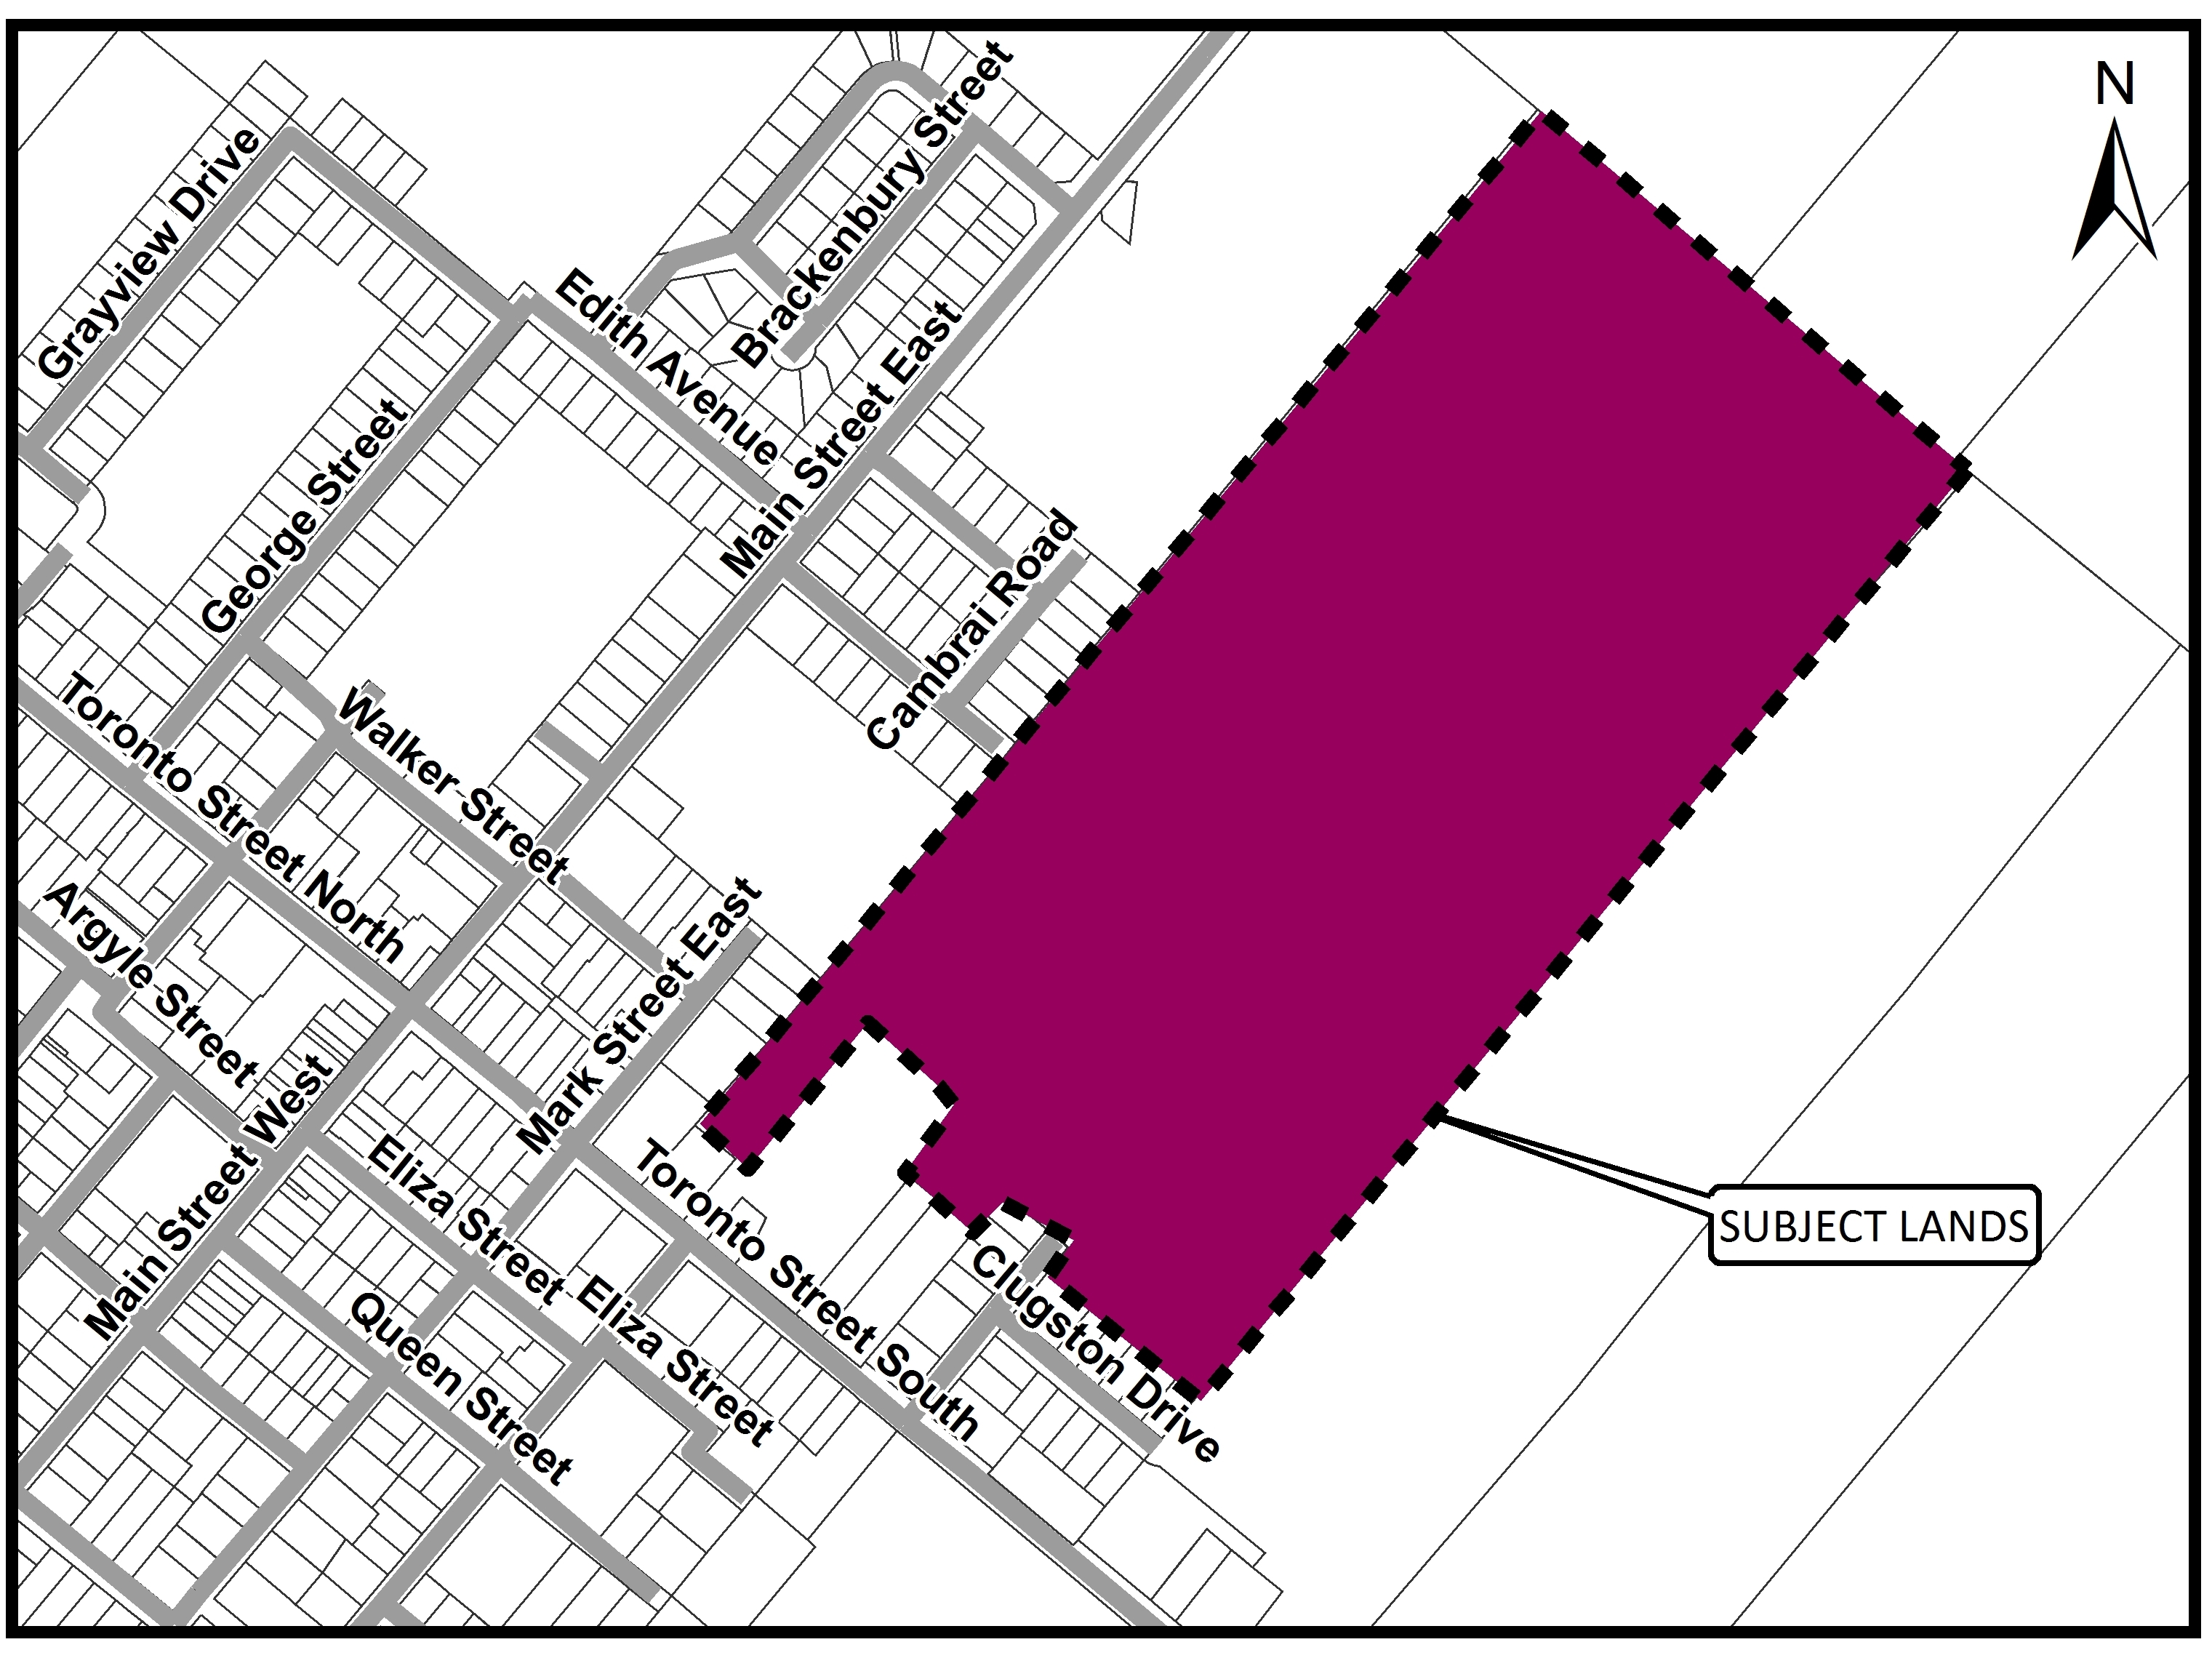 N
Brackenbury Street
Grayview Drive
Edith Avenue
Main Street East
George Street
Cambrai Road
Toronto Street North
Walker Street
Argyle Street
Mark Street East
Main Street West
Eliza Street
Toronto Street South
Eliza Street
Queen Street
Clugston Drive
SUBJECT LANDS